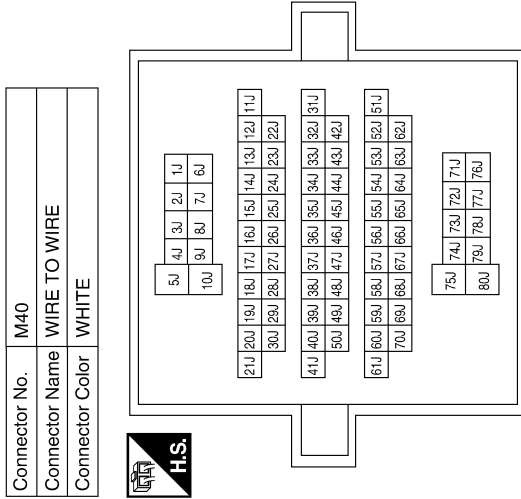 Connector No. M40
Connector Name WIRE TO WIRE
Connector Color WHITE
H.S.
5J 4J 3J 2J 1J
10J 9J 8J 7J 6J
21J 20J 19J 18J 17J 16J 15J 14J 13J 12J 11J
30J 29J 28J 27J 26J 25J 24J 23J 22J
41J 40J 39J 38J 37J 36J 35J 34J 33J 32J 31J
50J 49J 48J 47J 46J 45J 44J 43J 42J
61J 60J 59J 58J 57J 56J 55J 54J 53J 52J 51J
70J 69J 68J 67J 66J 65J 64J 63J 62J
75J 74J 73J 72J 71J
80J 79J 78J 77J 76J